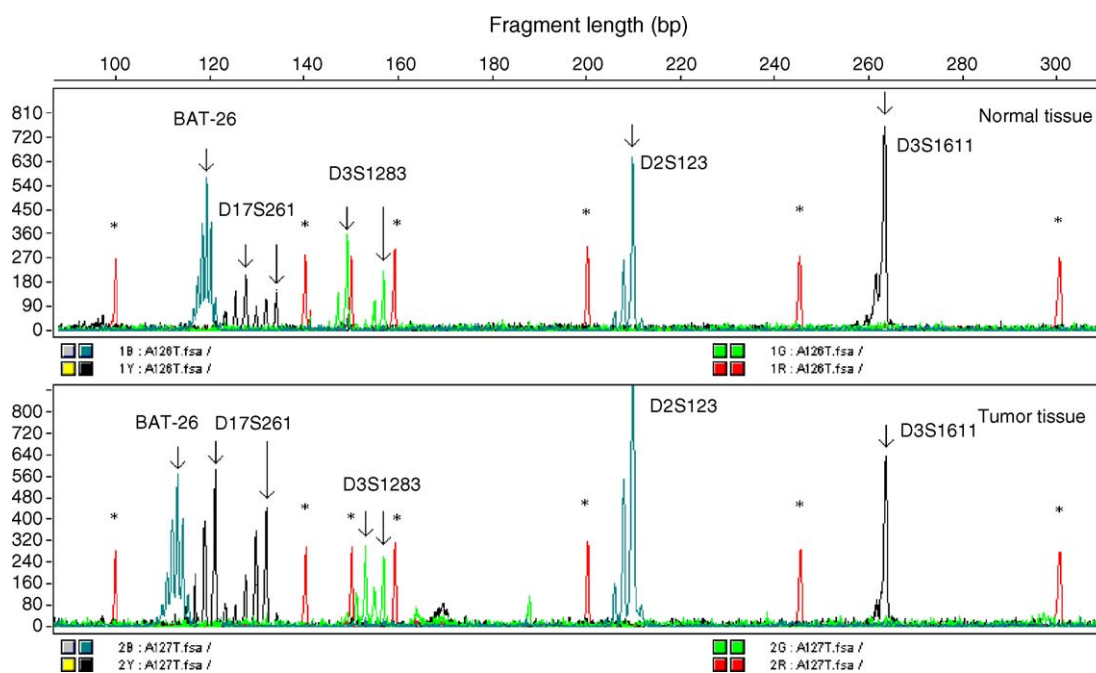 Fragment length (bp)
100 120 140 160 180 200 220 240 260 280 300
810
720
630
540
450
360
270
180
90
0
BAT-26
D17S261
D3S1283
D2S123
D3S1611
Normal tissue
* * * * * *
1B : A126T.fsa /
1Y : A126T.fsa /
1G : A126T.fsa /
1R : A126T.fsa /
800
720
640
560
480
400
320
240
160
80
0
BAT-26
D17S261
D3S1283
D2S123
D3S1611
Tumor tissue
* * * * * * *
2B : A127T.fsa /
2Y : A127T.fsa /
2G : A127T.fsa /
2R : A127T.fsa /